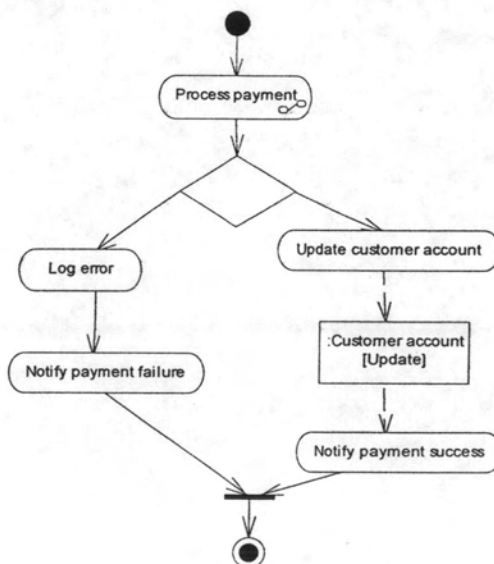 Process payment
Log error
Update customer account
:Customer account
[Update]
Notify payment failure
Notify payment success